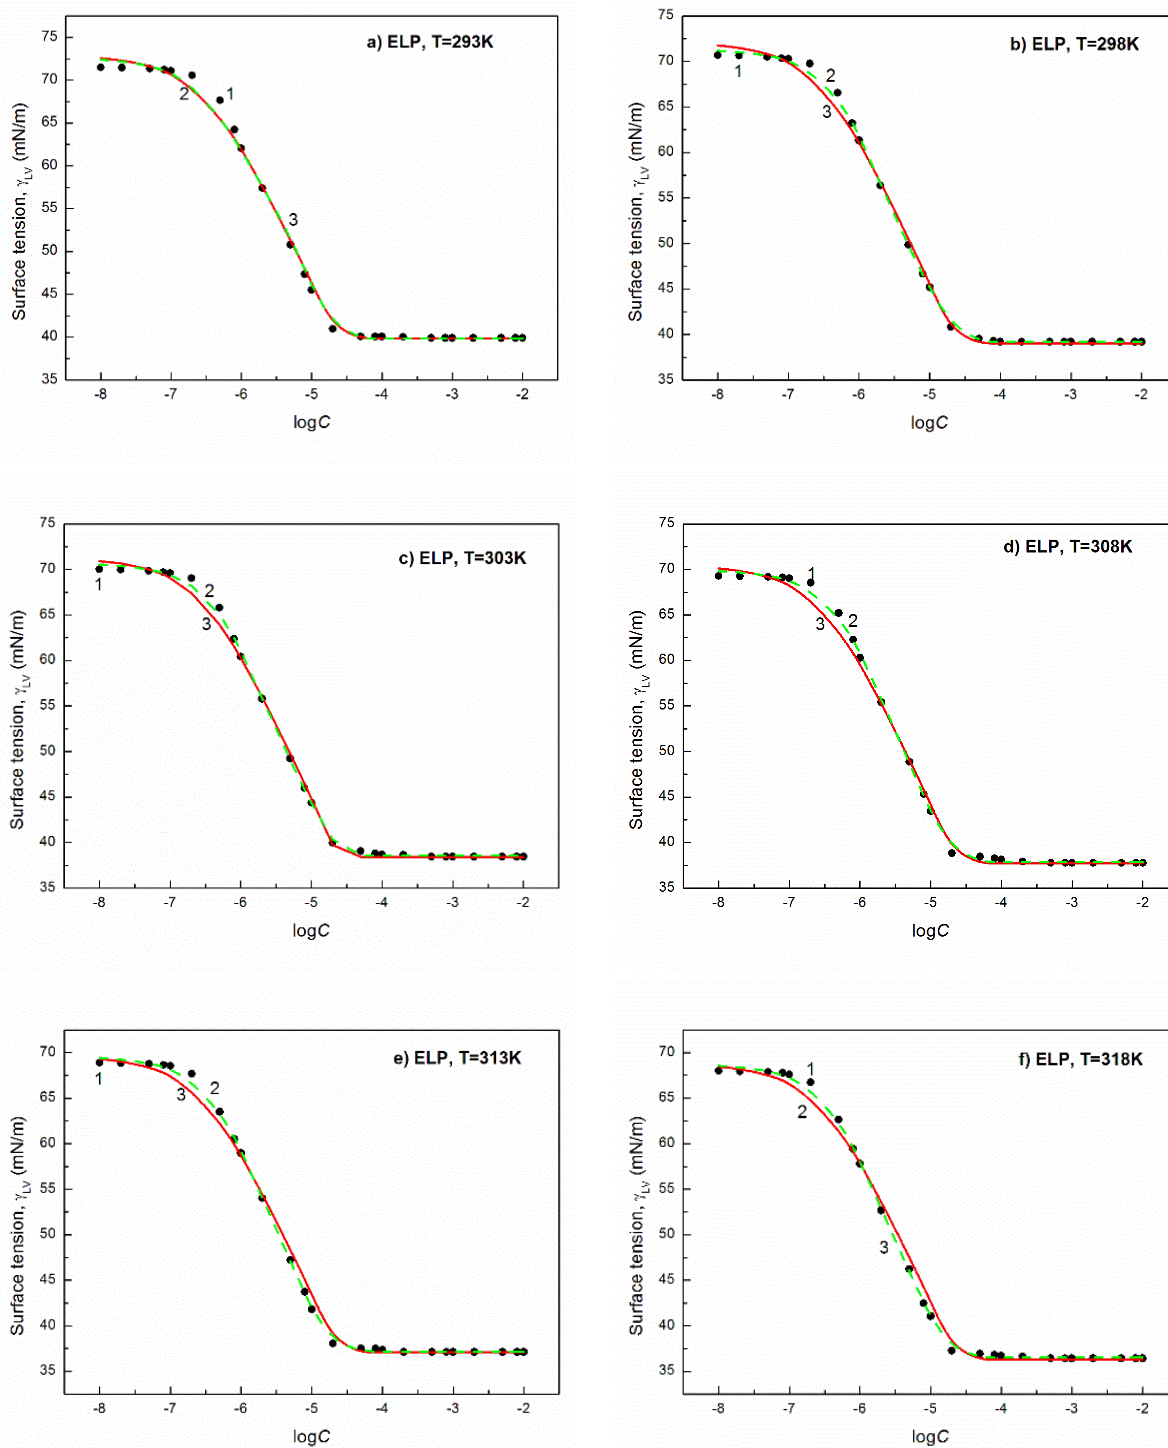 a) ELP, T=293K
75
70
65
60
55
50
45
40
35
Surface tension, γLV (mN/m)
1
2
3
-8 -7 -6 -5 -4 -3 -2
logC
b) ELP, T=298K
75
70
65
60
55
50
45
40
35
Surface tension, γLV (mN/m)
1
2
3
-8 -7 -6 -5 -4 -3 -2
logC
c) ELP, T=303K
75
70
65
60
55
50
45
40
35
Surface tension, γLV (mN/m)
1
2
3
-8 -7 -6 -5 -4 -3 -2
logC
d) ELP, T=308K
75
70
65
60
55
50
45
40
35
Surface tension, γLV (mN/m)
1
2
3
-8 -7 -6 -5 -4 -3 -2
logC
e) ELP, T=313K
70
65
60
55
50
45
40
35
Surface tension, γLV (mN/m)
1
2
3
-8 -7 -6 -5 -4 -3 -2
logC
f) ELP, T=318K
70
65
60
55
50
45
40
35
Surface tension, γLV (mN/m)
1
2
3
-8 -7 -6 -5 -4 -3 -2
logC